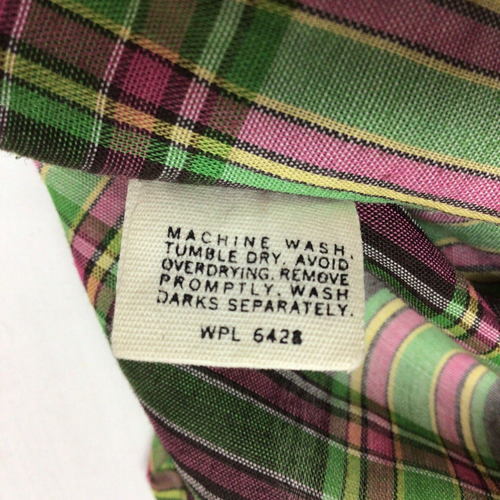 MACHINE WASH,
TUMBLE DRY. AVOID
OVERDRYING. REMOVE
PROMPTLY. WASH
DARKS SEPARATELY.
WPL 6428